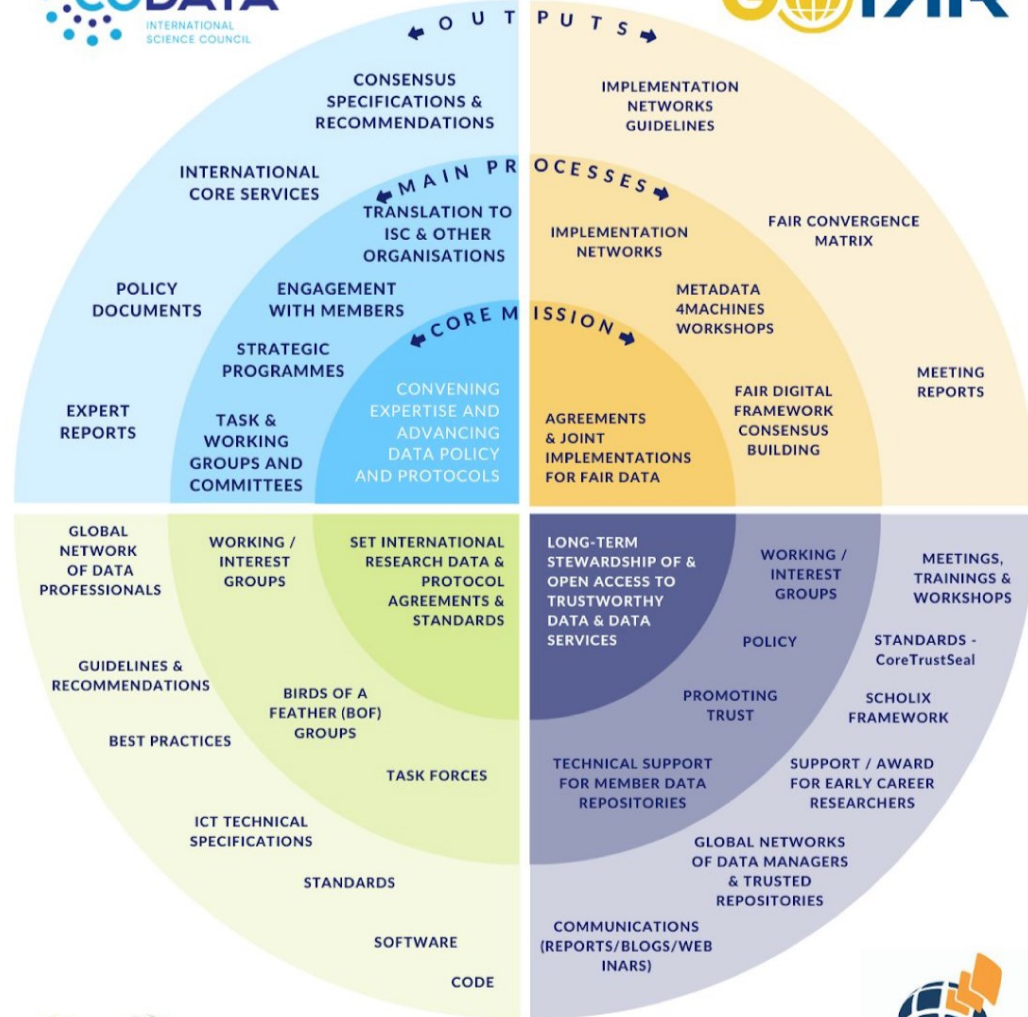 CODATA
INTERNATIONAL
SCIENCE COUNCIL
OUTPUTS
CONSENSUS
SPECIFICATIONS &
RECOMMENDATIONS
INTERNATIONAL
CORE SERVICES
POLICY
DOCUMENTS
EXPERT
REPORTS
IMPLEMENTATION
NETWORKS
GUIDELINES
FAIR CONVERGENCE
MATRIX
MEETING
REPORTS
MAIN PROCESSES
TRANSLATION TO
ISC & OTHER
ORGANISATIONS
ENGAGEMENT
WITH MEMBERS
STRATEGIC
PROGRAMMES
TASK &
WORKING
GROUPS AND
COMMITTEES
IMPLEMENTATION
NETWORKS
METADATA
4MACHINES
WORKSHOPS
FAIR DIGITAL
FRAMEWORK
CONSENSUS
BUILDING
CORE MISSION
CONVENING
EXPERTISE AND
ADVANCING
DATA POLICY
AND PROTOCOLS
AGREEMENTS
& JOINT
IMPLEMENTATIONS
FOR FAIR DATA
GLOBAL
NETWORK
OF DATA
PROFESSIONALS
GUIDELINES &
RECOMMENDATIONS
BEST PRACTICES
ICT TECHNICAL
SPECIFICATIONS
STANDARDS
SOFTWARE
CODE
WORKING /
INTEREST
GROUPS
BIRDS OF A
FEATHER (BOF)
GROUPS
TASK FORCES
SET INTERNATIONAL
RESEARCH DATA &
PROTOCOL
AGREEMENTS &
STANDARDS
LONG-TERM
STEWARDSHIP OF &
OPEN ACCESS TO
TRUSTWORTHY
DATA & DATA
SERVICES
WORKING /
INTEREST
GROUPS
POLICY
PROMOTING
TRUST
TECHNICAL SUPPORT
FOR MEMBER DATA
REPOSITORIES
MEETINGS,
TRAININGS &
WORKSHOPS
STANDARDS -
CoreTrustSeal
SCHOLIX
FRAMEWORK
SUPPORT / AWARD
FOR EARLY CAREER
RESEARCHERS
GLOBAL NETWORKS
OF DATA MANAGERS
& TRUSTED
REPOSITORIES
COMMUNICATIONS
(REPORTS/BLOGS/WEB
INARS)